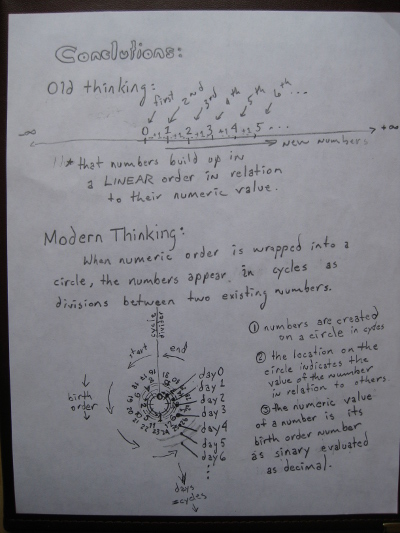 Conclutions:
Old thinking:
first 2nd 3rd 4th 5th 6th ...
-∞ 0 +1 1 +1 2 +1 3 +1 4 +1 5 ... +∞
new numbers
* that numbers build up in
a LINEAR order in relation
to their numeric value.
Modern Thinking:
When numeric order is wrapped into a
circle, the numbers appear in cycles as
divisions between two existing numbers.
cycle
divider
start
end
birth
order
day 0
day 1
day 2
day 3
day 4
day 5
day 6
days
=cycles
① numbers are created
on a circle in cycles
② the location on the
circle indicates the
value of the number
in relation to others
③ the numeric value
of a number is its
birth order number
as sinary evaluated
as decimal.